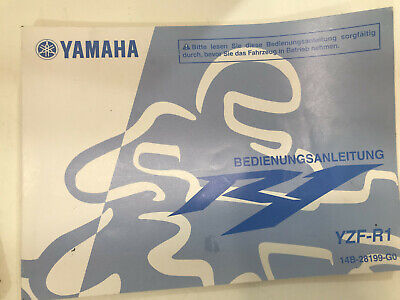 YAMAHA
Bitte lesen Sie diese Bedienungsanleitung sorgfältig
durch, bevor Sie das Fahrzeug in Betrieb nehmen.
BEDIENUNGSANLEITUNG
R1
YZF-R1
14B-28199-G0